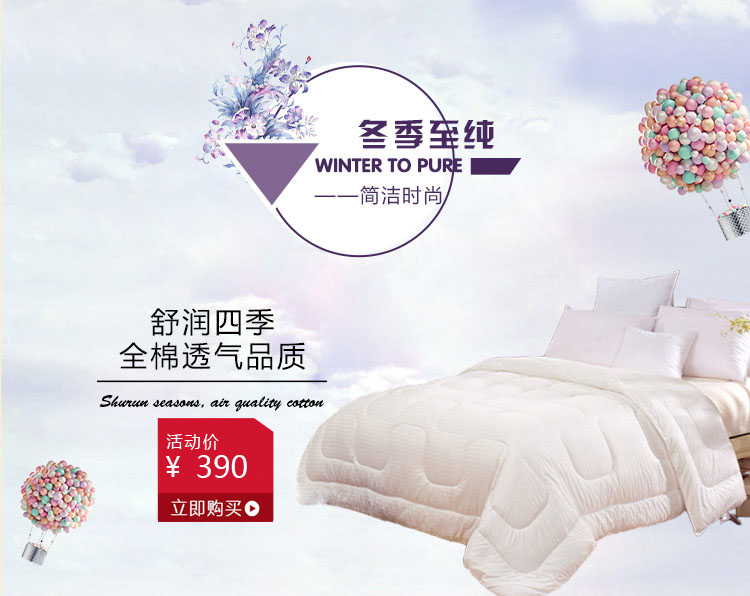 冬季至纯
WINTER TO PURE
——简洁时尚
舒润四季
全棉透气品质
Shurun seasons, air quality cotton
活动价
¥ 390
立即购买